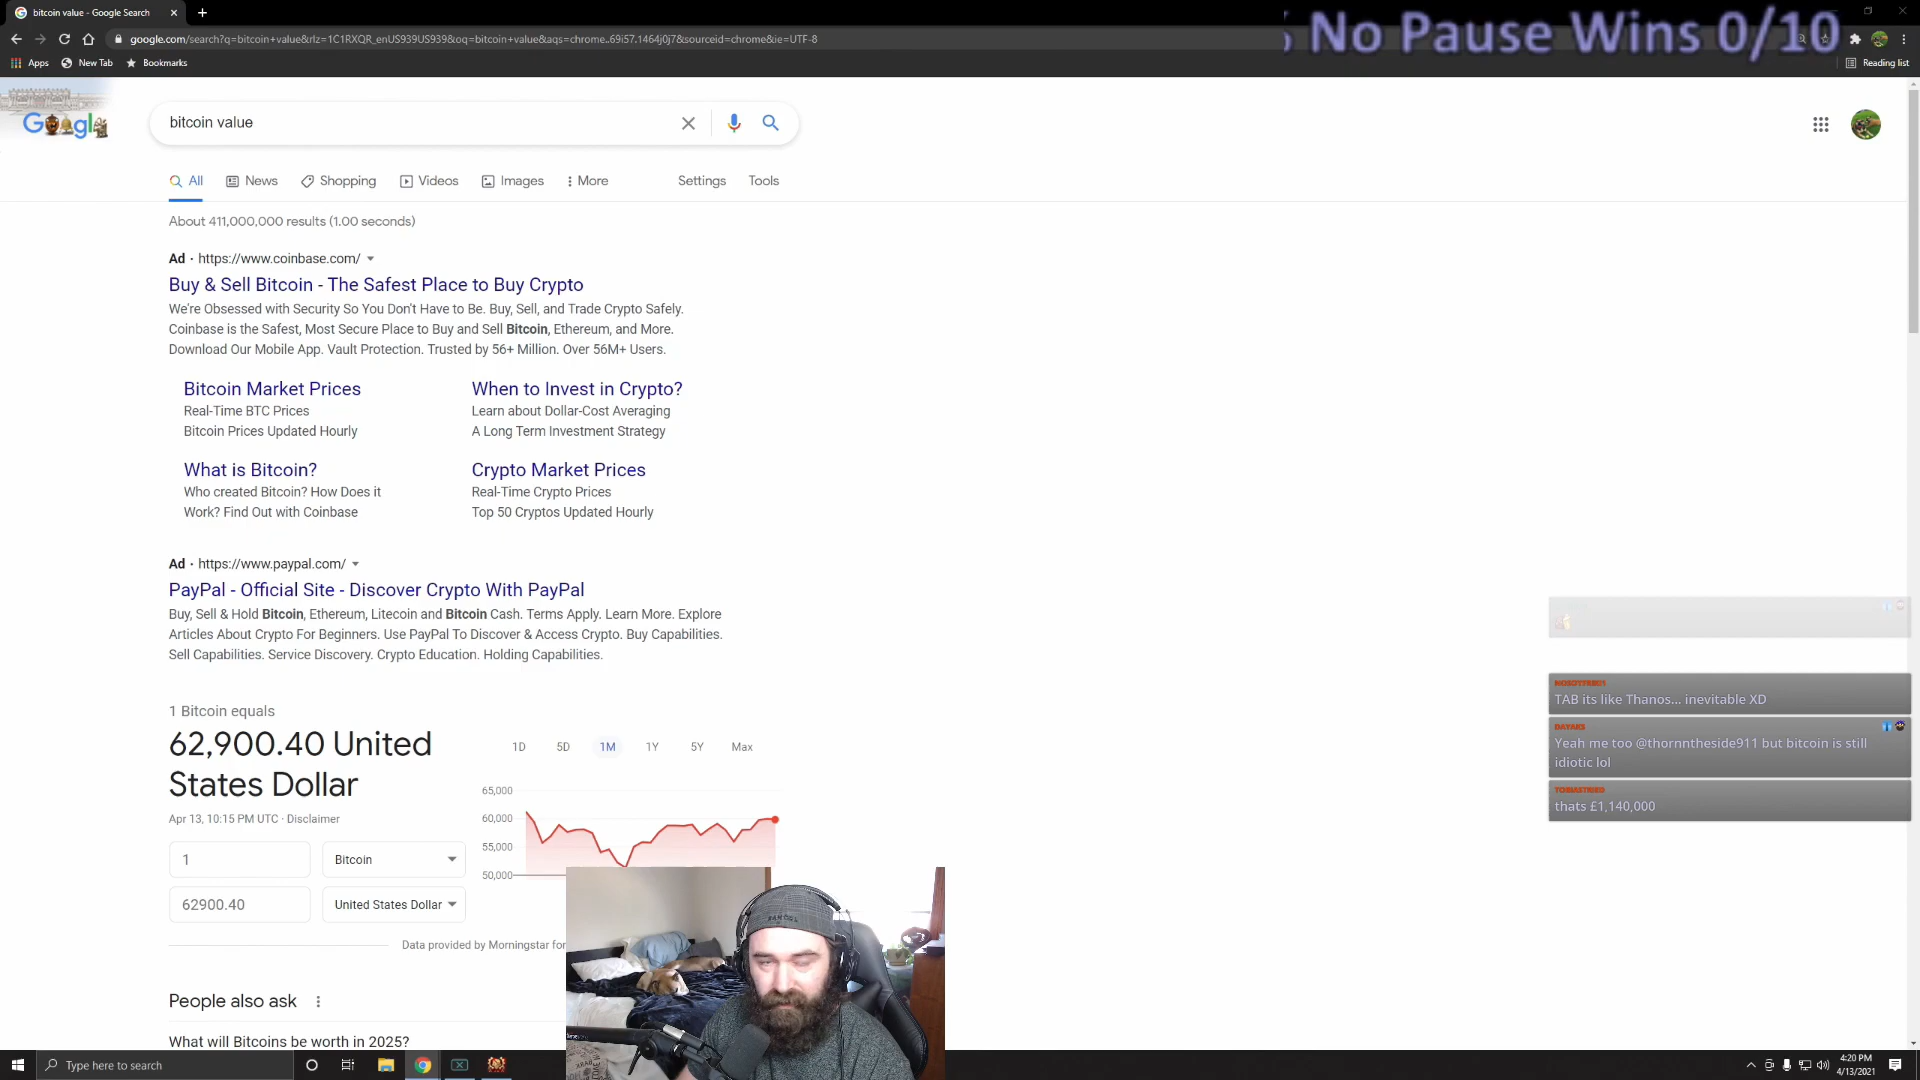 bitcoin value - Google Search
No Pause Wins 0/10
google.com/search?q=bitcoin+value&rlz=1C1RXQR_enUS939US939&oq=bitcoin+value&aqs=chrome..69i57.1464j0j7&sourceid=chrome&ie=UTF-8
Apps
New Tab
Bookmarks
Reading list
Google
bitcoin value
All
News
Shopping
Videos
Images
More
Settings
Tools
About 411,000,000 results (1.00 seconds)
Ad · https://www.coinbase.com/
Buy & Sell Bitcoin - The Safest Place to Buy Crypto
We're Obsessed with Security So You Don't Have to Be. Buy, Sell, and Trade Crypto Safely.
Coinbase is the Safest, Most Secure Place to Buy and Sell Bitcoin, Ethereum, and More.
Download Our Mobile App. Vault Protection. Trusted by 56+ Million. Over 56M+ Users.
Bitcoin Market Prices
Real-Time BTC Prices
Bitcoin Prices Updated Hourly
When to Invest in Crypto?
Learn about Dollar-Cost Averaging
A Long Term Investment Strategy
What is Bitcoin?
Who created Bitcoin? How Does it
Work? Find Out with Coinbase
Crypto Market Prices
Real-Time Crypto Prices
Top 50 Cryptos Updated Hourly
Ad · https://www.paypal.com/
PayPal - Official Site - Discover Crypto With PayPal
Buy, Sell & Hold Bitcoin, Ethereum, Litecoin and Bitcoin Cash. Terms Apply. Learn More. Explore
Articles About Crypto For Beginners. Use PayPal To Discover & Access Crypto. Buy Capabilities.
Sell Capabilities. Service Discovery. Crypto Education. Holding Capabilities.
1 Bitcoin equals
62,900.40 United
States Dollar
Apr 13, 10:15 PM UTC · Disclaimer
1
Bitcoin
62900.40
United States Dollar
1D
5D
1M
1Y
5Y
Max
65,000
60,000
55,000
50,000
Data provided by Morningstar for
People also ask
What will Bitcoins be worth in 2025?
TAB its like Thanos... inevitable XD
DAYAKS
Yeah me too @thornntheside911 but bitcoin is still
idiotic lol
thats £1,140,000
Type here to search
4:20 PM
4/13/2021